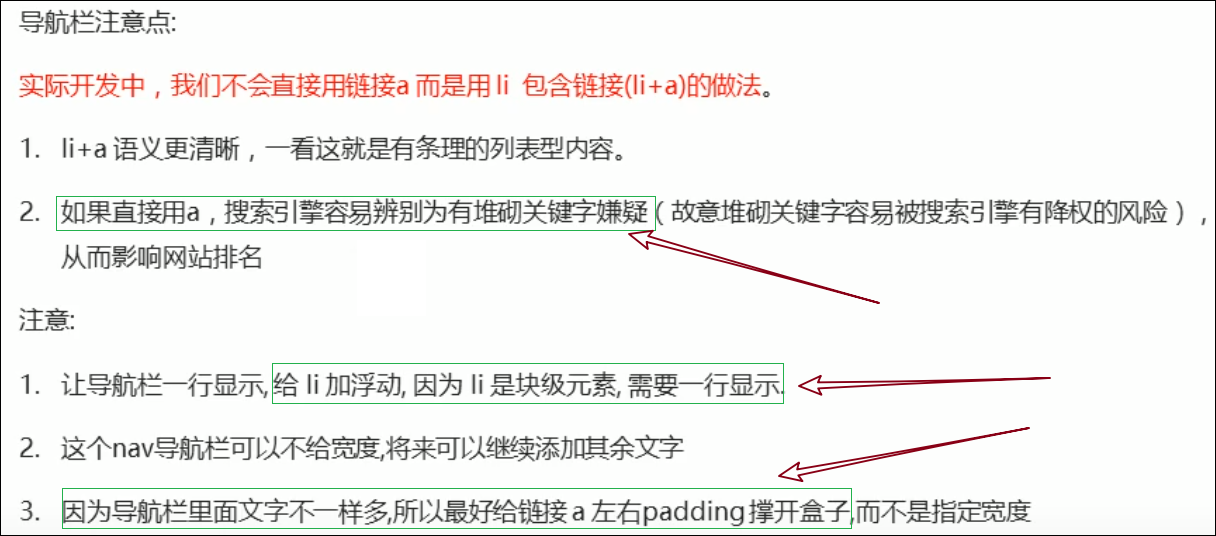 导航栏注意点:
实际开发中，我们不会直接用链接a 而是用 li 包含链接(li+a)的做法。
1. li+a 语义更清晰，一看这就是有条理的列表型内容。
2. 如果直接用a，搜索引擎容易辨别为有堆砌关键字嫌疑（故意堆砌关键字容易被搜索引擎有降权的风险），
从而影响网站排名
注意:
1. 让导航栏一行显示, 给 li 加浮动, 因为 li 是块级元素, 需要一行显示.
2. 这个nav导航栏可以不给宽度,将来可以继续添加其余文字
3. 因为导航栏里面文字不一样多,所以最好给链接 a 左右padding 撑开盒子,而不是指定宽度